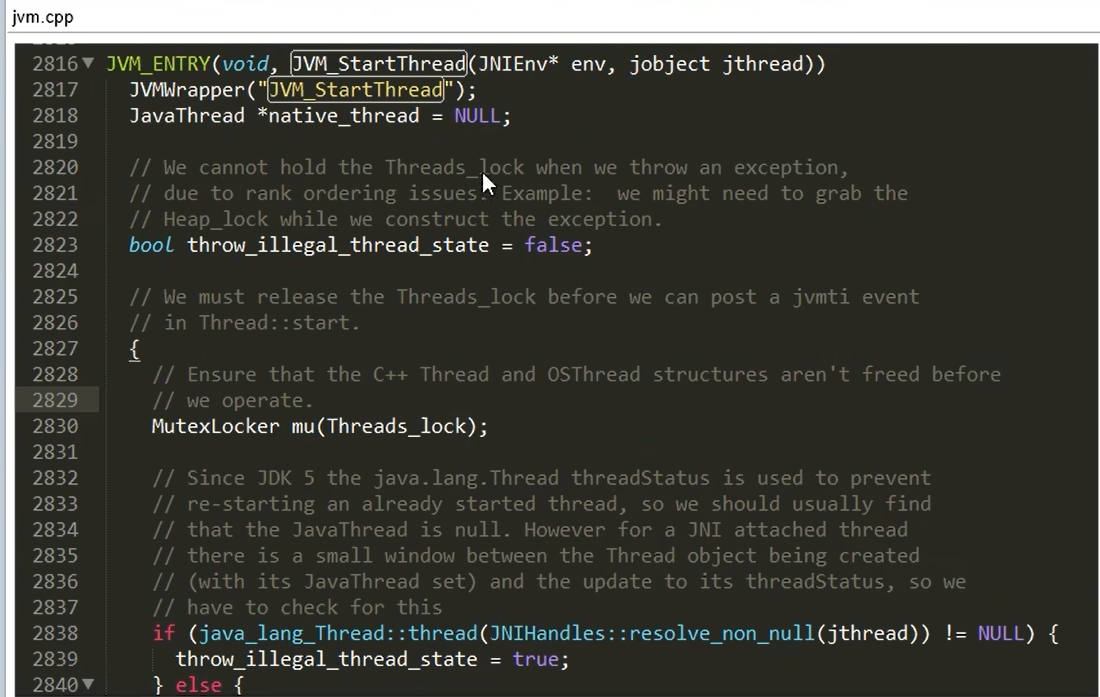 jvm.cpp
2816 JVM_ENTRY(void, JVM_StartThread(JNIEnv* env, jobject jthread))
2817   JVMWrapper("JVM_StartThread");
2818   JavaThread *native_thread = NULL;
2819
2820   // We cannot hold the Threads_lock when we throw an exception,
2821   // due to rank ordering issues. Example:  we might need to grab the
2822   // Heap_lock while we construct the exception.
2823   bool throw_illegal_thread_state = false;
2824
2825   // We must release the Threads_lock before we can post a jvmti event
2826   // in Thread::start.
2827   {
2828     // Ensure that the C++ Thread and OSThread structures aren't freed before
2829     // we operate.
2830     MutexLocker mu(Threads_lock);
2831
2832     // Since JDK 5 the java.lang.Thread threadStatus is used to prevent
2833     // re-starting an already started thread, so we should usually find
2834     // that the JavaThread is null. However for a JNI attached thread
2835     // there is a small window between the Thread object being created
2836     // (with its JavaThread set) and the update to its threadStatus, so we
2837     // have to check for this
2838     if (java_lang_Thread::thread(JNIHandles::resolve_non_null(jthread)) != NULL) {
2839       throw_illegal_thread_state = true;
2840     } else {